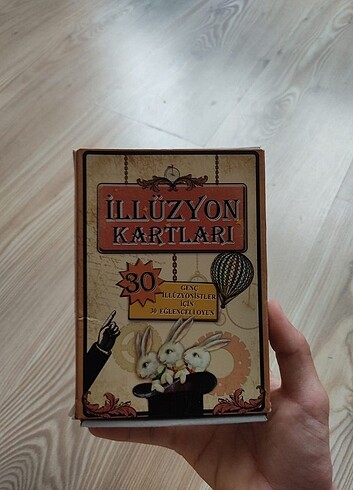 İLLÜZYON
KARTLARI
30
GENÇ
İLLÜZYONİSTLER
İÇİN
30 EĞLENCELİ OYUN